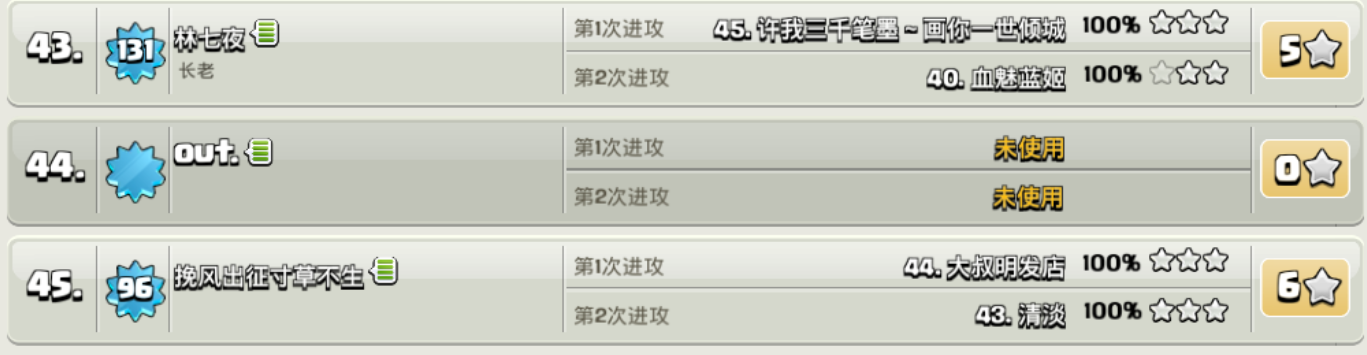 43. 131 林七夜 长老 第1次进攻 45. 许我三千笔墨~画你一世倾城 100% 5
第2次进攻 40. 血魅蓝姬 100%
44. out. 第1次进攻 未使用 0
第2次进攻 未使用
45. 96 挽风出征寸草不生 第1次进攻 44. 大叔明发店 100% 6
第2次进攻 43. 清淡 100%